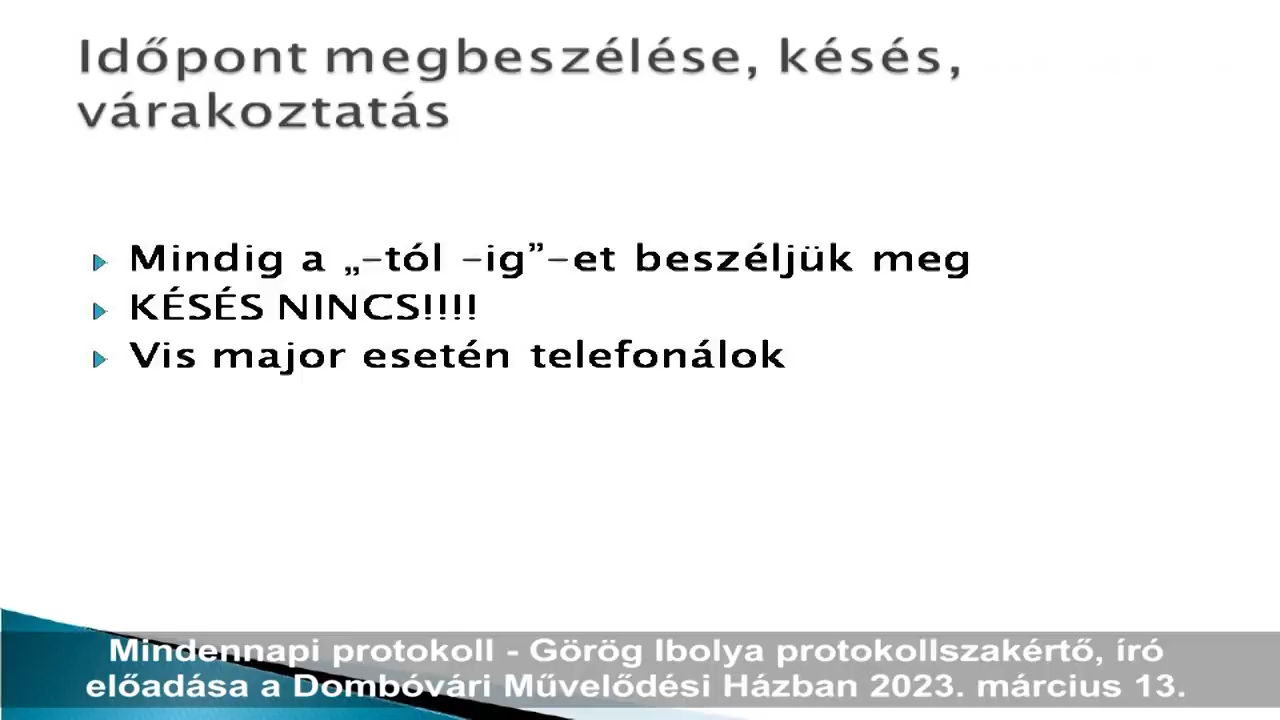 Időpont megbeszélése, késés,
várakoztatás
Mindig a „-tól -ig”-et beszéljük meg
KÉSÉS NINCS!!!!
Vis major esetén telefonálok
Mindennapi protokoll - Görög Ibolya protokollszakértő, író
előadása a Dombóvári Művelődési Házban 2023. március 13.